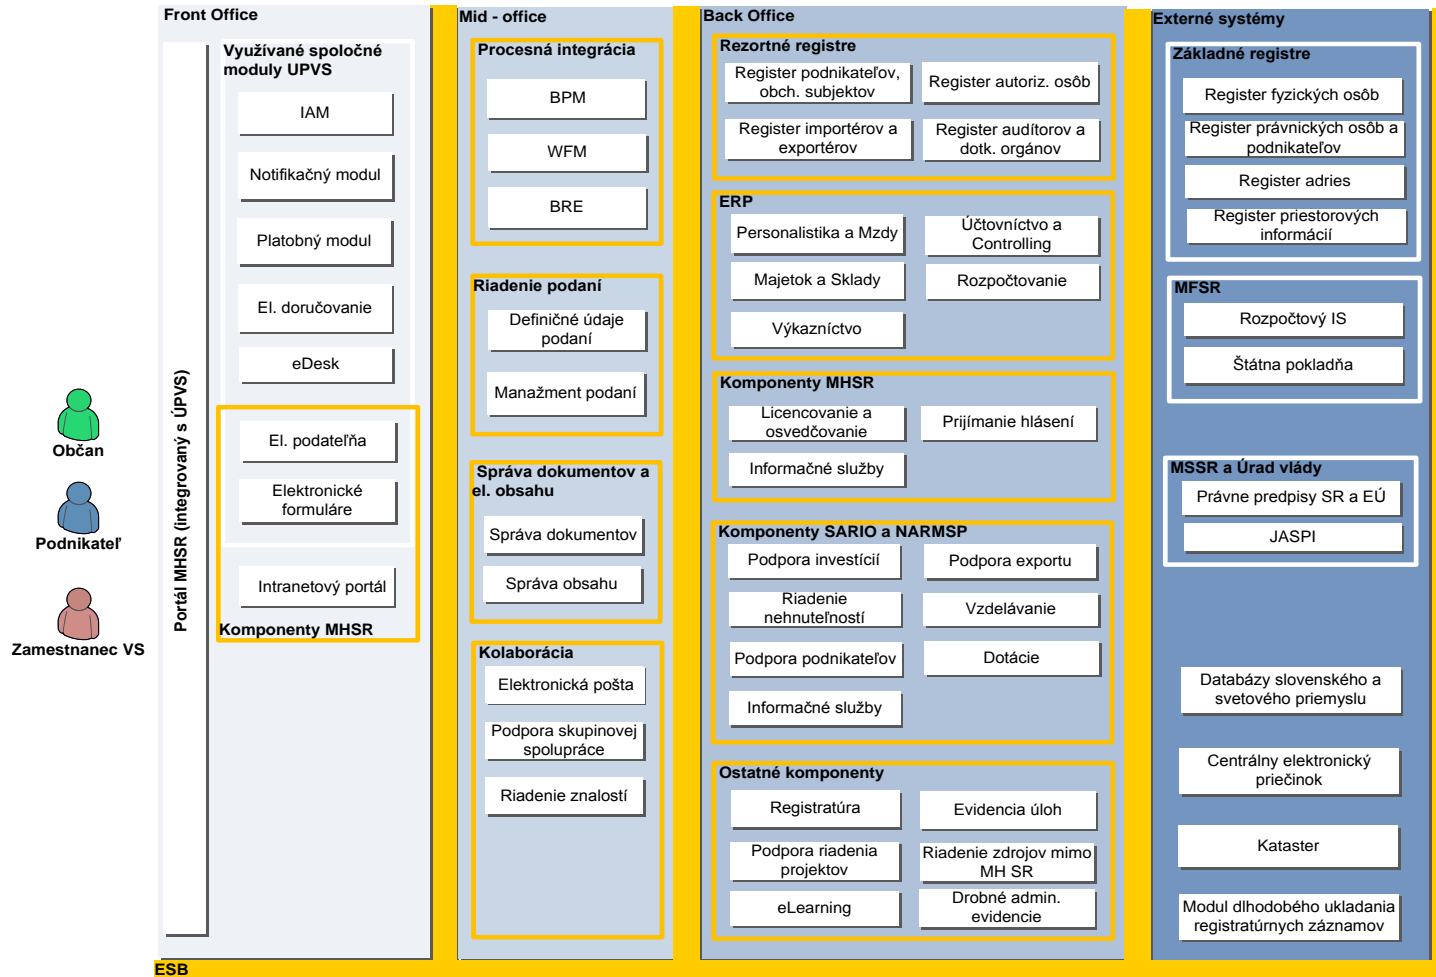 Front Office
Využívané spoločné
moduly UPVS
IAM
Notifikačný modul
Platobný modul
El. doručovanie
eDesk
El. podateľňa
Elektronické
formuláre
Intranetový portál
Komponenty MHSR
Portál MHSR (integrovaný s ÚPVS)
Občan
Podnikateľ
Zamestnanec VS
Mid - office
Procesná integrácia
BPM
WFM
BRE
Riadenie podaní
Definičné údaje
podaní
Manažment podaní
Správa dokumentov a
el. obsahu
Správa dokumentov
Správa obsahu
Kolaborácia
Elektronická pošta
Podpora skupinovej
spolupráce
Riadenie znalostí
Back Office
Rezortné registre
Register podnikateľov,
obch. subjektov
Register autoriz. osôb
Register importérov a
exportérov
Register audítorov a
dotk. orgánov
ERP
Personalistika a Mzdy
Účtovníctvo a
Controlling
Majetok a Sklady
Rozpočtovanie
Výkazníctvo
Komponenty MHSR
Licencovanie a
osvedčovanie
Prijímanie hlásení
Informačné služby
Komponenty SARIO a NARMSP
Podpora investícií
Podpora exportu
Riadenie
nehnuteľností
Vzdelávanie
Podpora podnikateľov
Dotácie
Informačné služby
Ostatné komponenty
Registratúra
Evidencia úloh
Podpora riadenia
projektov
Riadenie zdrojov mimo
MH SR
eLearning
Drobné admin.
evidencie
Externé systémy
Základné registre
Register fyzických osôb
Register právnických osôb a
podnikateľov
Register adries
Register priestorových
informácií
MFSR
Rozpočtový IS
Štátna pokladňa
MSSR a Úrad vlády
Právne predpisy SR a EÚ
JASPI
Databázy slovenského a
svetového priemyslu
Centrálny elektronický
priečinok
Kataster
Modul dlhodobého ukladania
registratúrnych záznamov
ESB